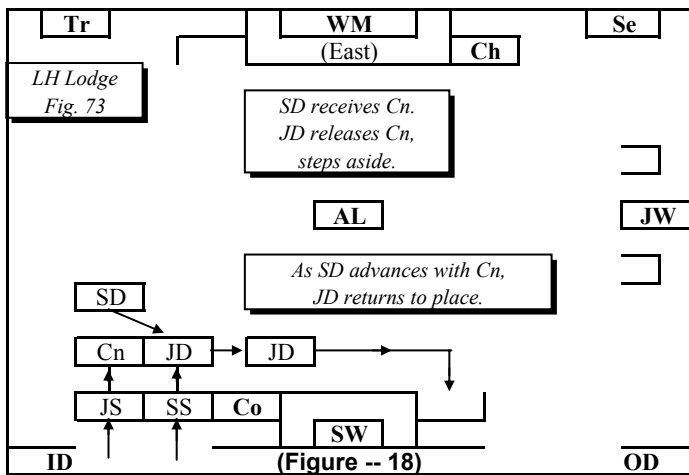 Tr WM Se
(East) Ch
LH Lodge
Fig. 73
SD receives Cn.
JD releases Cn,
steps aside.
AL JW
As SD advances with Cn,
JD returns to place.
SD
Cn JD JD
JS SS Co
SW
ID (Figure -- 18) OD